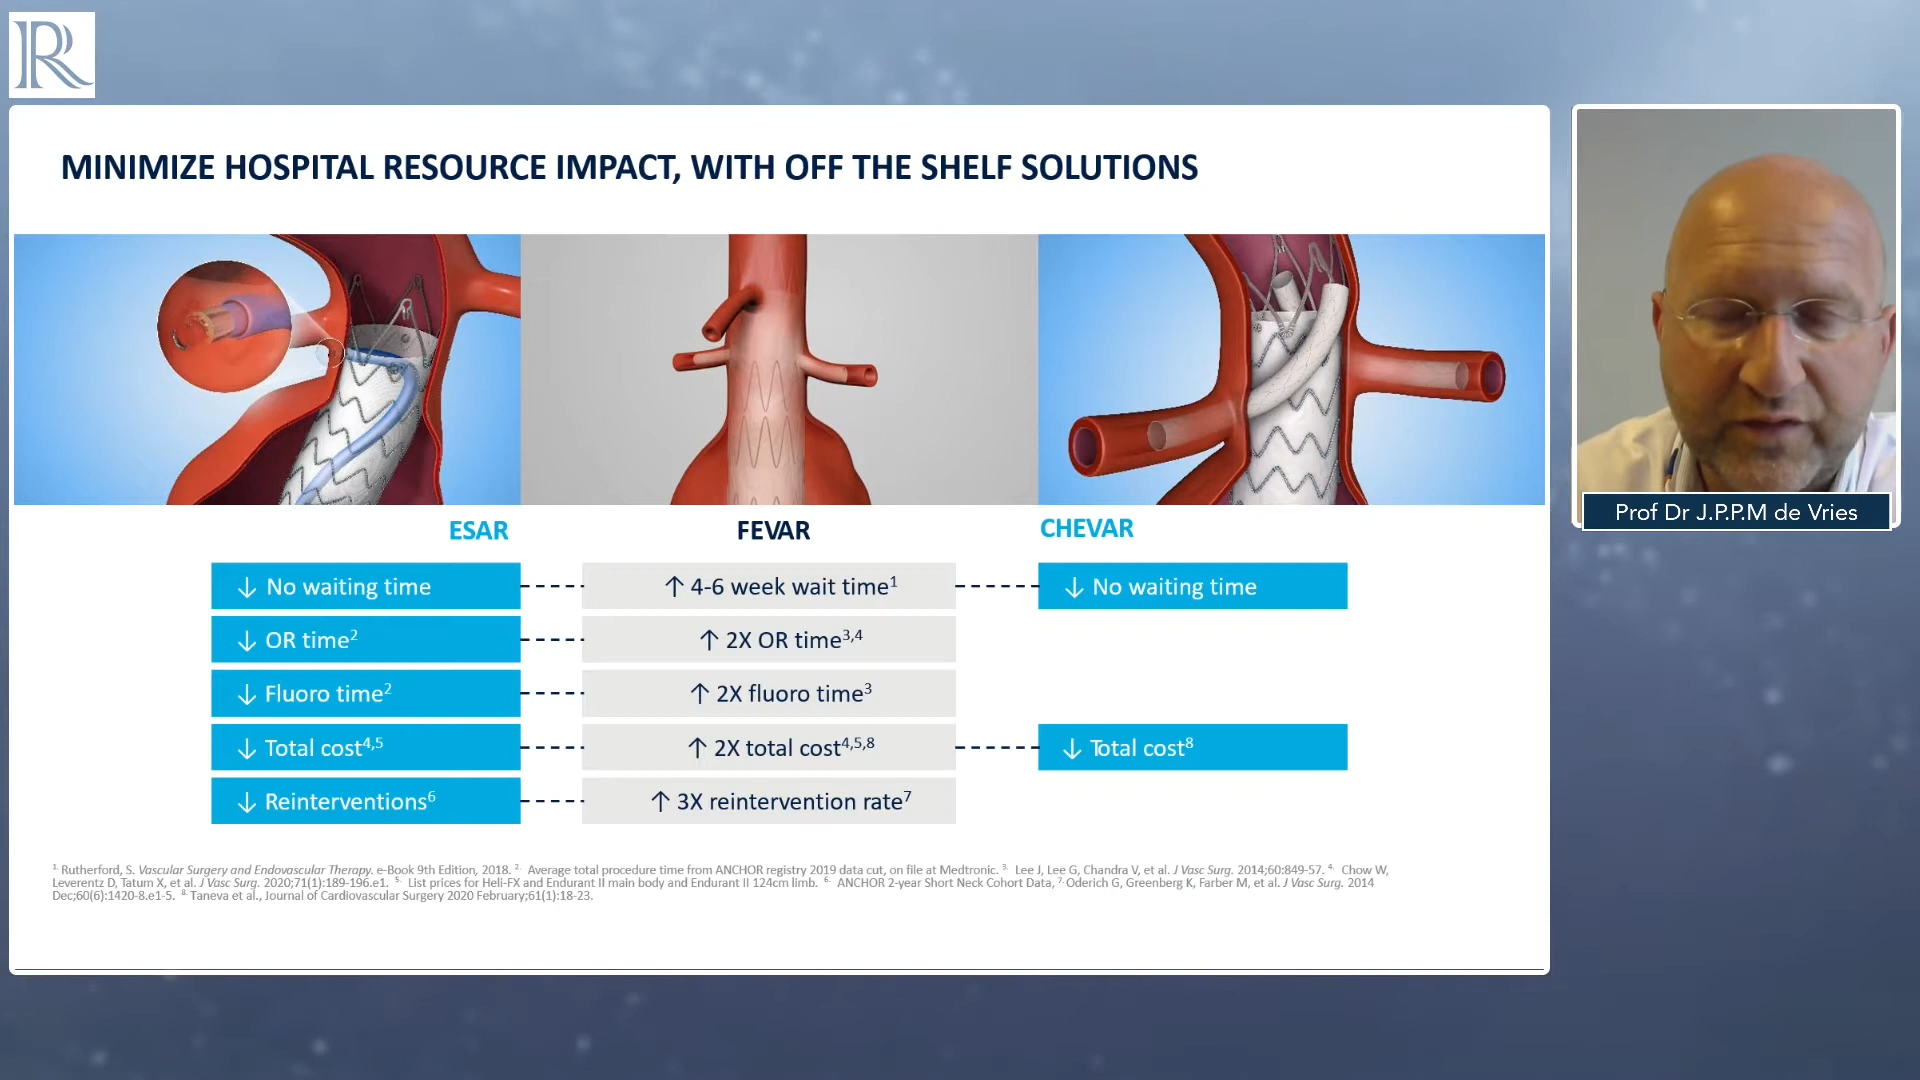 R
MINIMIZE HOSPITAL RESOURCE IMPACT, WITH OFF THE SHELF SOLUTIONS
ESAR
FEVAR
CHEVAR
↓ No waiting time
↑ 4-6 week wait time¹
↓ No waiting time
↓ OR time²
↑ 2X OR time³,⁴
↓ Fluoro time²
↑ 2X fluoro time³
↓ Total cost⁴,⁵
↑ 2X total cost⁴,⁵,⁸
↓ Total cost⁸
↓ Reinterventions⁶
↑ 3X reintervention rate⁷
¹· Rutherford, S. Vascular Surgery and Endovascular Therapy. e-Book 9th Edition, 2018. ²· Average total procedure time from ANCHOR registry 2019 data cut, on file at Medtronic. ³· Lee J, Lee G, Chandra V, et al. J Vasc Surg. 2014;60:849-57. ⁴· Chow W,
Leverentz D, Tatum X, et al. J Vasc Surg. 2020;71(1):189-196.e1. ⁵· List prices for Heli-FX and Endurant II main body and Endurant II 124cm limb. ⁶· ANCHOR 2-year Short Neck Cohort Data, ⁷· Oderich G, Greenberg K, Farber M, et al. J Vasc Surg. 2014
Dec;60(6):1420-8.e1-5. ⁸· Taneva et al., Journal of Cardiovascular Surgery 2020 February;61(1):18-23.
Prof Dr J.P.P.M de Vries